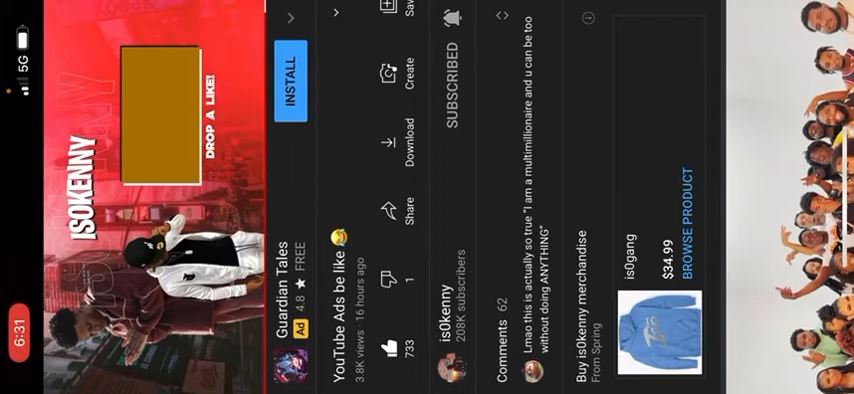 6:31
5G
ISOKENNY
DROP A LIKE!
Guardian Tales
Ad 4.8 ★ FREE
INSTALL
YouTube Ads be like 😂
3.8K views · 16 hours ago
733
1
Share
Download
Create
Sav
is0kenny
208K subscribers
SUBSCRIBED
Comments 62
Lmao this is actually so true "I am a multimillionaire and u can be too
without doing ANYTHING"
Buy is0kenny merchandise
From Spring
is0gang
$34.99
BROWSE PRODUCT